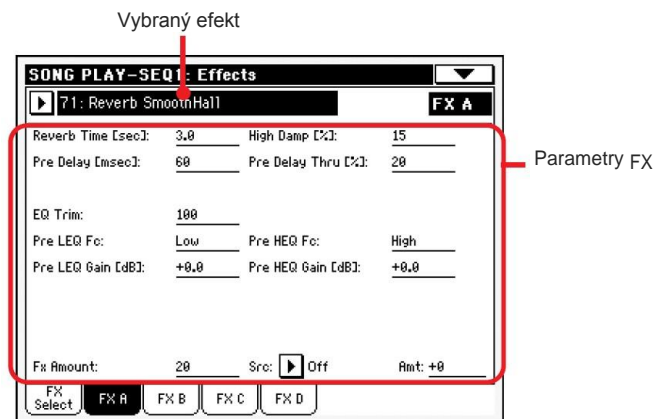 Vybraný efekt
SONG PLAY-SEQ1: Effects
71: Reverb SmoothHall FX A
Reverb Time [sec]: 3.0 High Damp [%]: 15
Pre Delay [msec]: 60 Pre Delay Thru [%]: 20
Parametry FX
EQ Trim: 100
Pre LEQ Fc: Low Pre HEQ Fc: High
Pre LEQ Gain [dB]: +0.0 Pre HEQ Gain [dB]: +0.0
Fx Amount: 20 Src: Off Amt: +0
FX Select FX A FX B FX C FX D